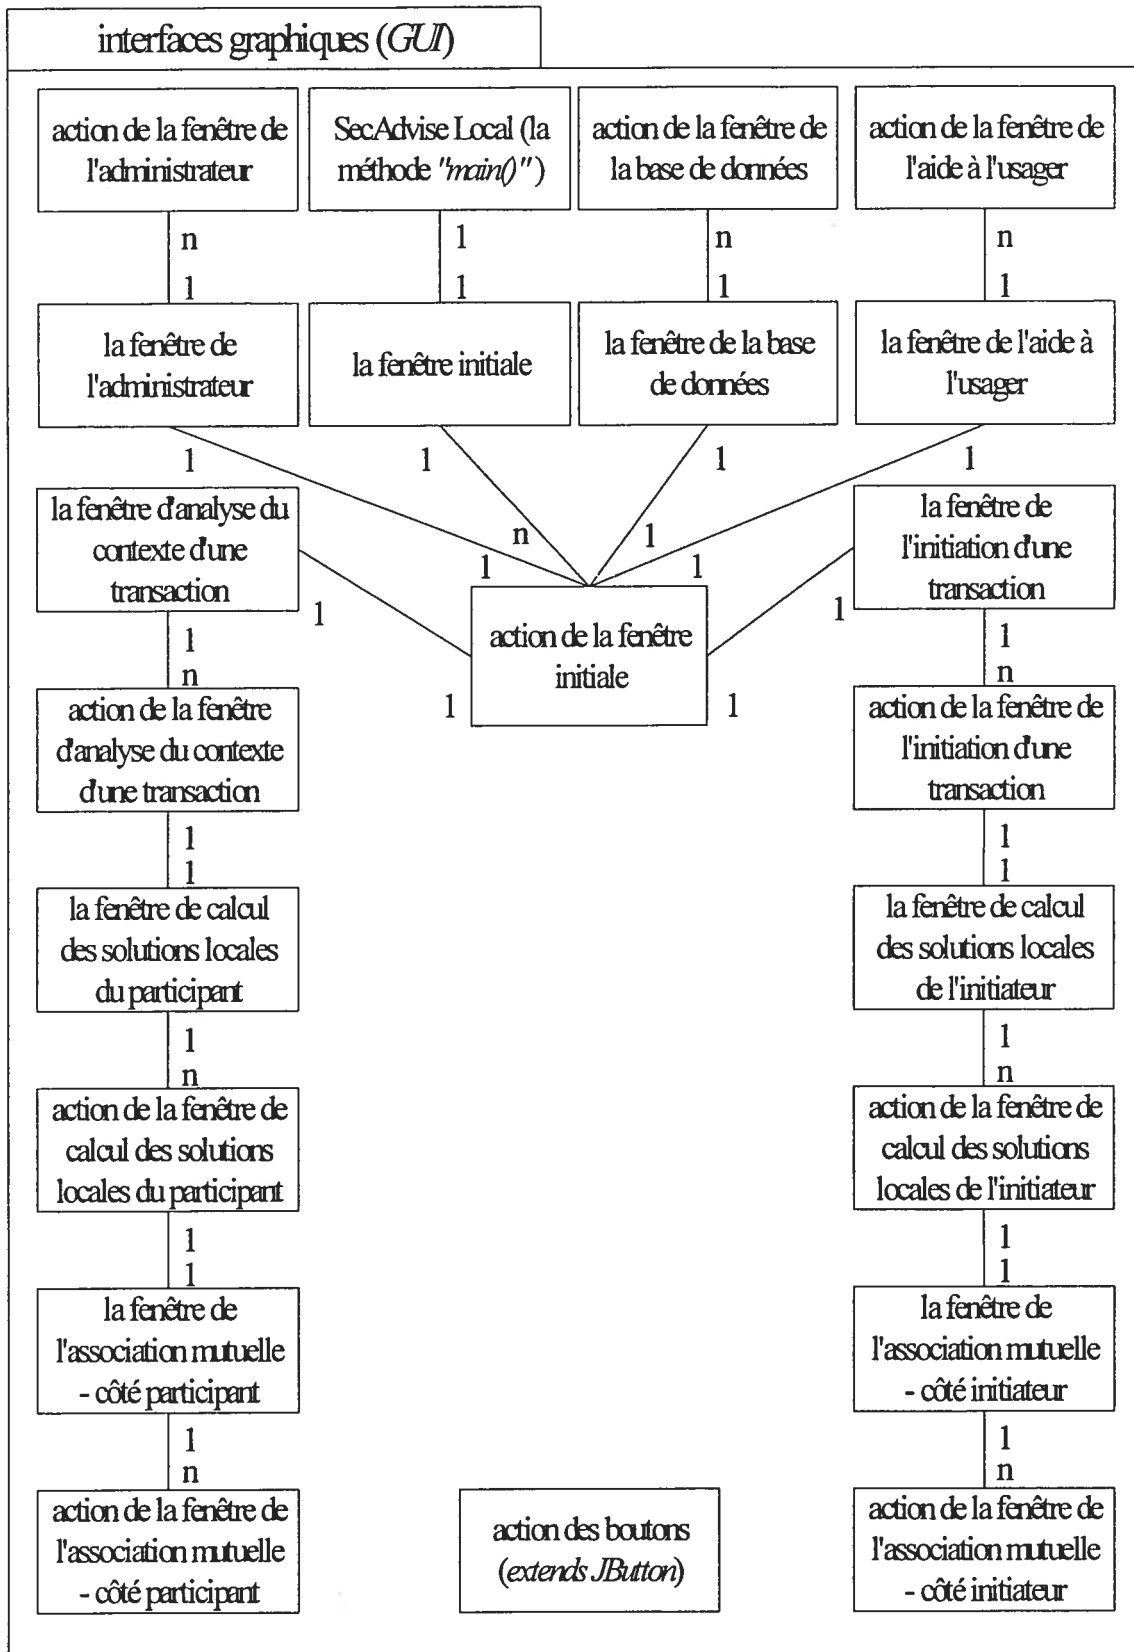 interfaces graphiques (GUI)
action de la fenêtre de
l'administrateur
SecAdvise Local (la
méthode "main()")
action de la fenêtre de
la base de données
action de la fenêtre de
l'aide à l'usager
n
1
n
n
1
1
1
1
la fenêtre de
l'administrateur
la fenêtre initiale
la fenêtre de la base
de données
la fenêtre de l'aide à
l'usager
1
1
1
1
la fenêtre d'analyse du
contexte d'une
transaction
n
1
1
1
la fenêtre de
l'initiation d'une
transaction
1
1
action de la fenêtre
initiale
1
1
1
n
1
n
action de la fenêtre
d'analyse du contexte
d'une transaction
action de la fenêtre de
l'initiation d'une
transaction
1
1
1
1
la fenêtre de calcul
des solutions locales
du participant
la fenêtre de calcul
des solutions locales
de l'initiateur
1
n
1
n
action de la fenêtre de
calcul des solutions
locales du participant
action de la fenêtre de
calcul des solutions
locales de l'initiateur
1
1
1
1
la fenêtre de
l'association mutuelle
- côté participant
la fenêtre de
l'association mutuelle
- côté initiateur
1
n
1
n
action de la fenêtre de
l'association mutuelle
- côté participant
action des boutons
(extends JButton)
action de la fenêtre de
l'association mutuelle
- côté initiateur